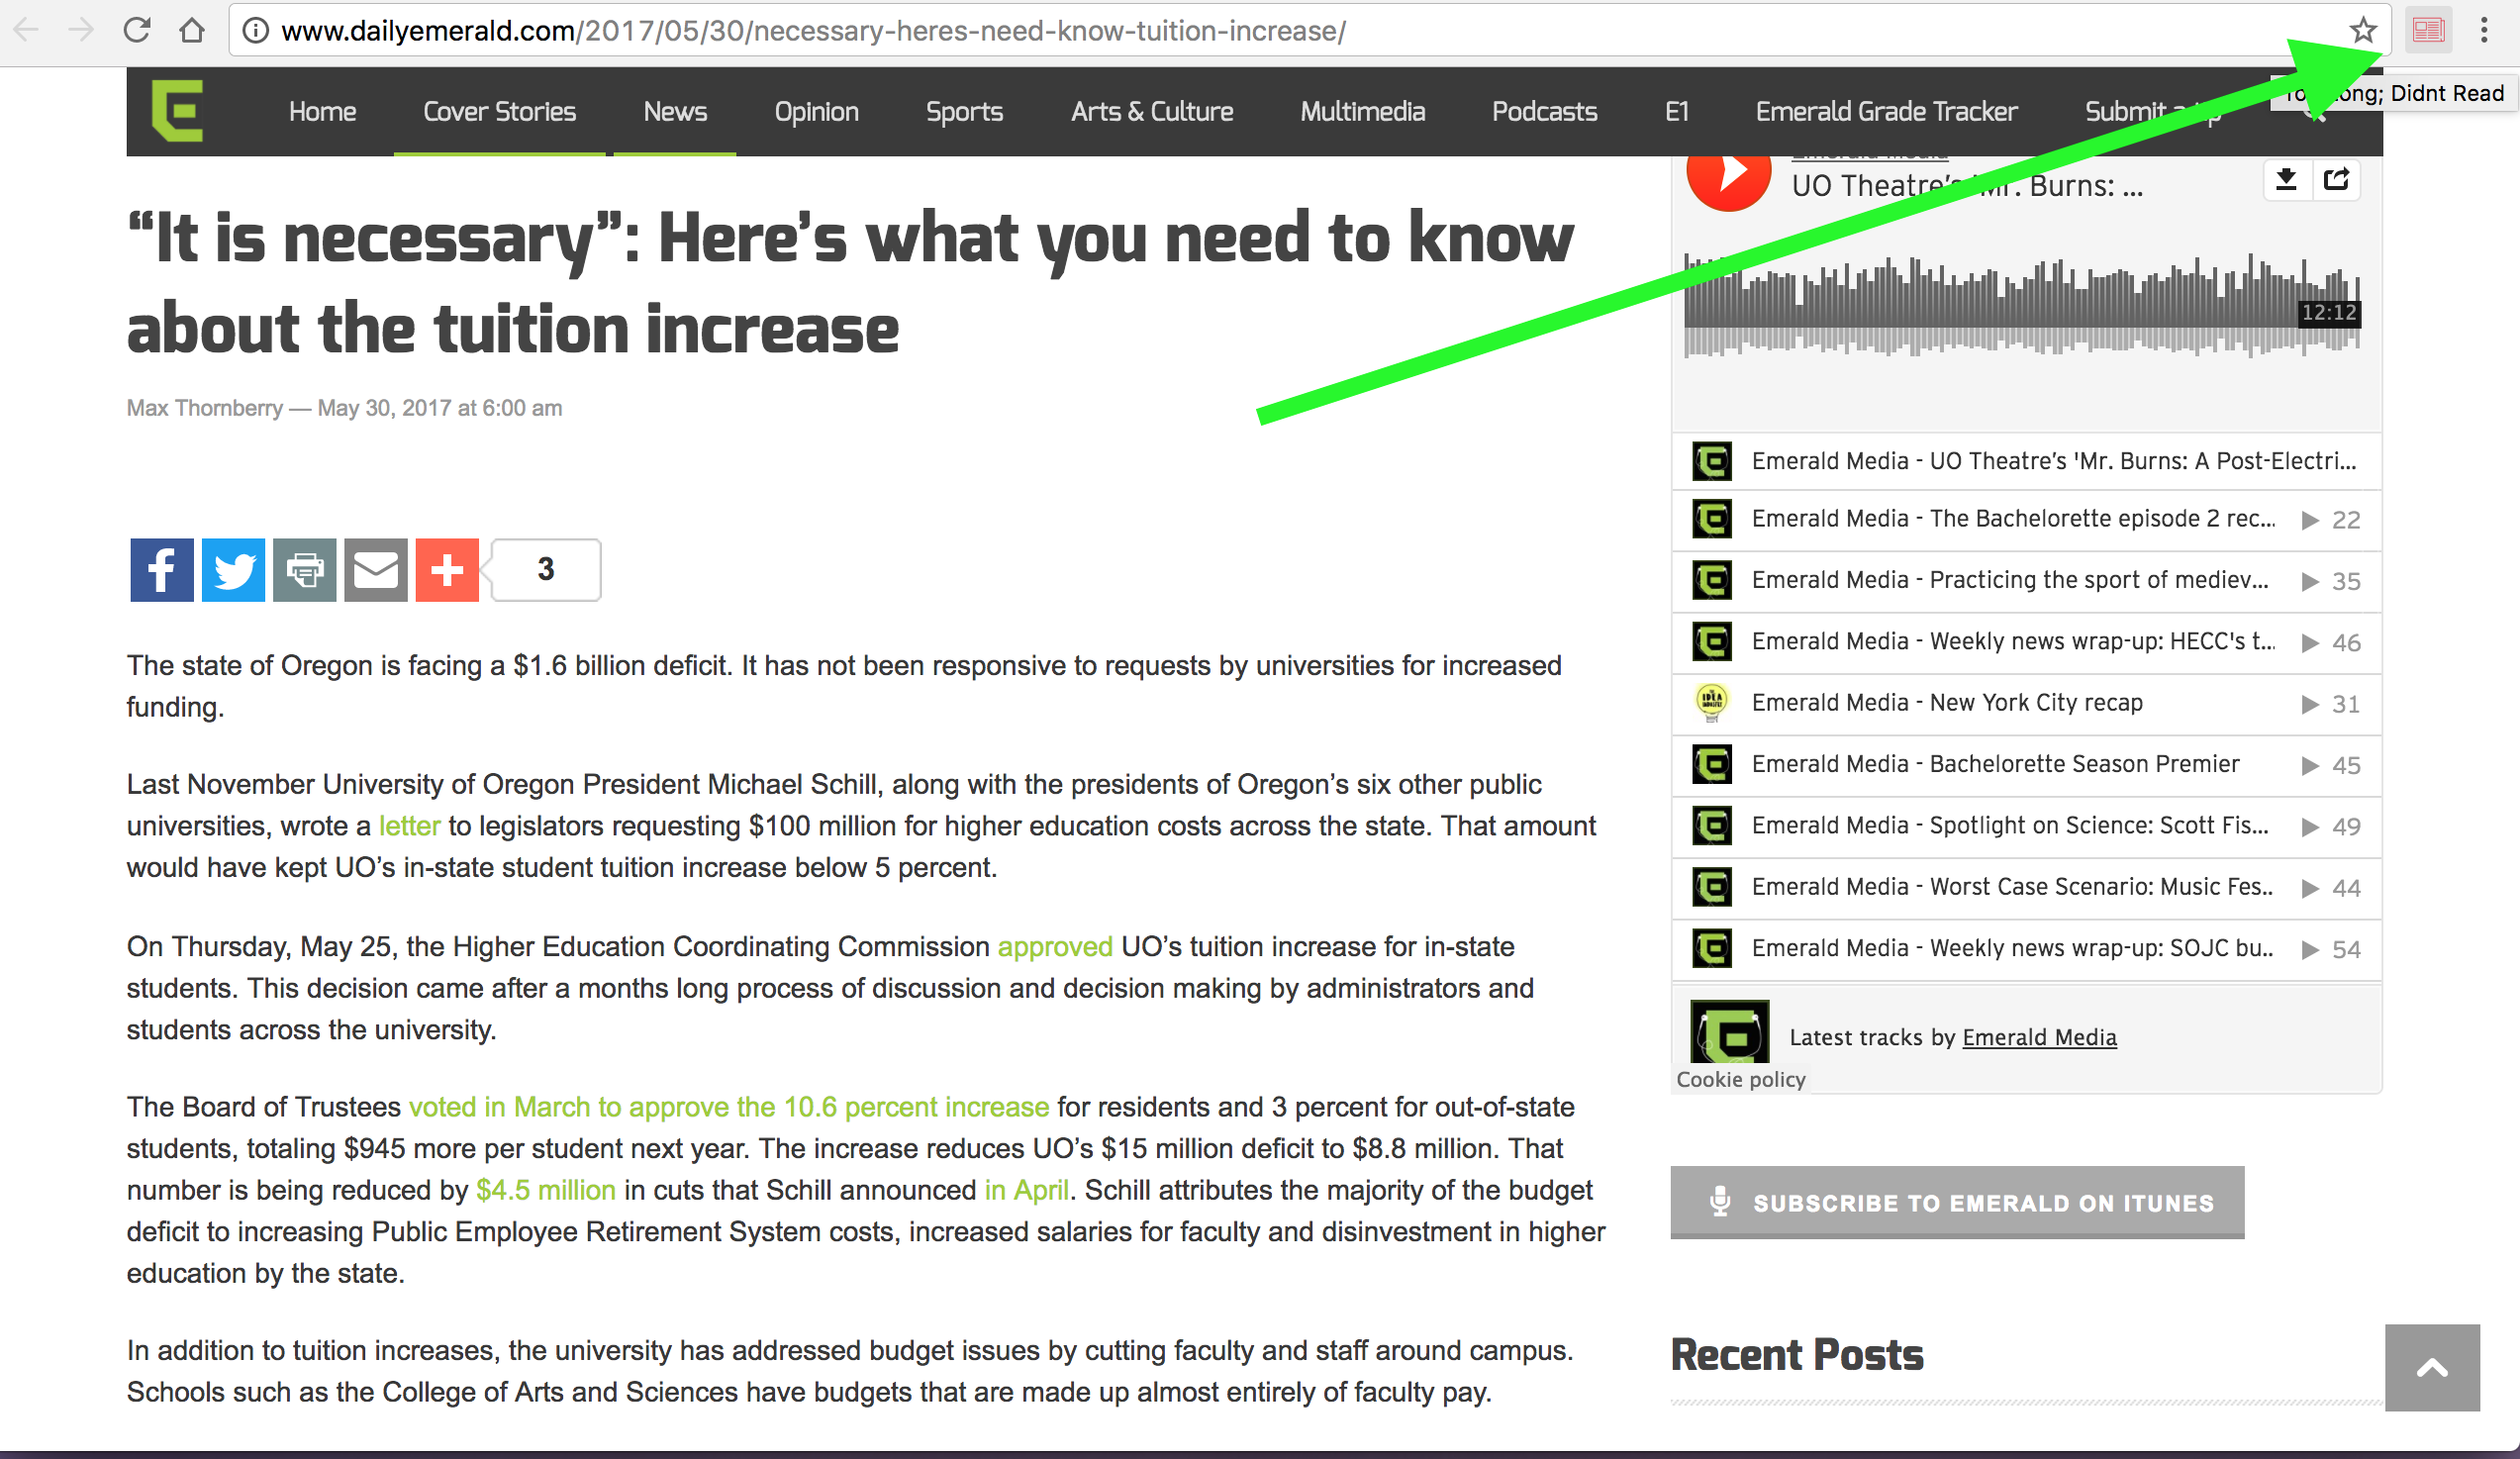 www.dailyemerald.com/2017/05/30/necessary-heres-need-know-tuition-increase/
Didnt Read
Home Cover Stories News Opinion Sports Arts & Culture Multimedia Podcasts E1 Emerald Grade Tracker Submit a
“It is necessary”: Here’s what you need to know
about the tuition increase
Max Thornberry — May 30, 2017 at 6:00 am
3
The state of Oregon is facing a $1.6 billion deficit. It has not been responsive to requests by universities for increased
funding.
Last November University of Oregon President Michael Schill, along with the presidents of Oregon’s six other public
universities, wrote a letter to legislators requesting $100 million for higher education costs across the state. That amount
would have kept UO’s in-state student tuition increase below 5 percent.
On Thursday, May 25, the Higher Education Coordinating Commission approved UO’s tuition increase for in-state
students. This decision came after a months long process of discussion and decision making by administrators and
students across the university.
The Board of Trustees voted in March to approve the 10.6 percent increase for residents and 3 percent for out-of-state
students, totaling $945 more per student next year. The increase reduces UO’s $15 million deficit to $8.8 million. That
number is being reduced by $4.5 million in cuts that Schill announced in April. Schill attributes the majority of the budget
deficit to increasing Public Employee Retirement System costs, increased salaries for faculty and disinvestment in higher
education by the state.
In addition to tuition increases, the university has addressed budget issues by cutting faculty and staff around campus.
Schools such as the College of Arts and Sciences have budgets that are made up almost entirely of faculty pay.
Emerald Media
UO Theatre’s 'Mr. Burns: ...
12:12
Emerald Media - UO Theatre’s 'Mr. Burns: A Post-Electri...
Emerald Media - The Bachelorette episode 2 rec... 22
Emerald Media - Practicing the sport of mediev... 35
Emerald Media - Weekly news wrap-up: HECC's t... 46
Emerald Media - New York City recap 31
Emerald Media - Bachelorette Season Premier 45
Emerald Media - Spotlight on Science: Scott Fis... 49
Emerald Media - Worst Case Scenario: Music Fes.. 44
Emerald Media - Weekly news wrap-up: SOJC bu.. 54
Latest tracks by Emerald Media
Cookie policy
SUBSCRIBE TO EMERALD ON ITUNES
Recent Posts